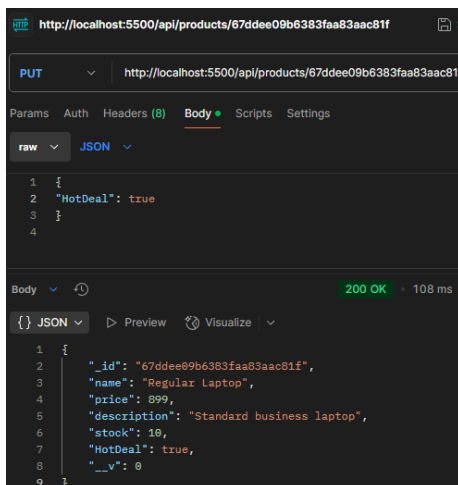 HTTP http://localhost:5500/api/products/67ddee09b6383faa83aac81f
PUT http://localhost:5500/api/products/67ddee09b6383faa83aac81
Params Auth Headers (8) Body Scripts Settings
raw JSON
1 {
2 "HotDeal": true
3 }
4
Body 200 OK 108 ms
{} JSON Preview Visualize
1 {
2 "_id": "67ddee09b6383faa83aac81f",
3 "name": "Regular Laptop",
4 "price": 899,
5 "description": "Standard business laptop",
6 "stock": 10,
7 "HotDeal": true,
8 "__v": 0
9 }